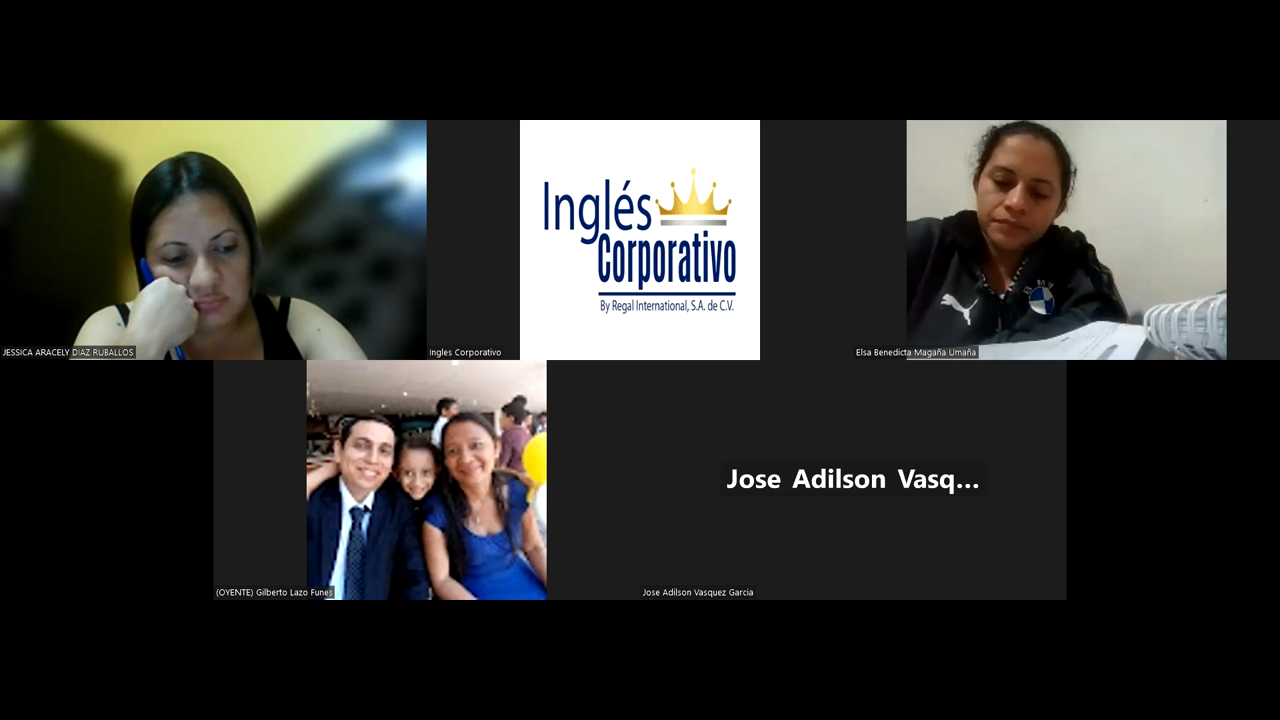 Inglés
Corporativo
By Regal International, S.A. de C.V.
JESSICA ARACELY DIAZ RUBALLOS
Ingles Corporativo
Elsa Benedicta Magaña Umaña
BMW
Jose Adilson Vasq...
(OYENTE) Gilberto Lazo Funes
Jose Adilson Vasquez Garcia